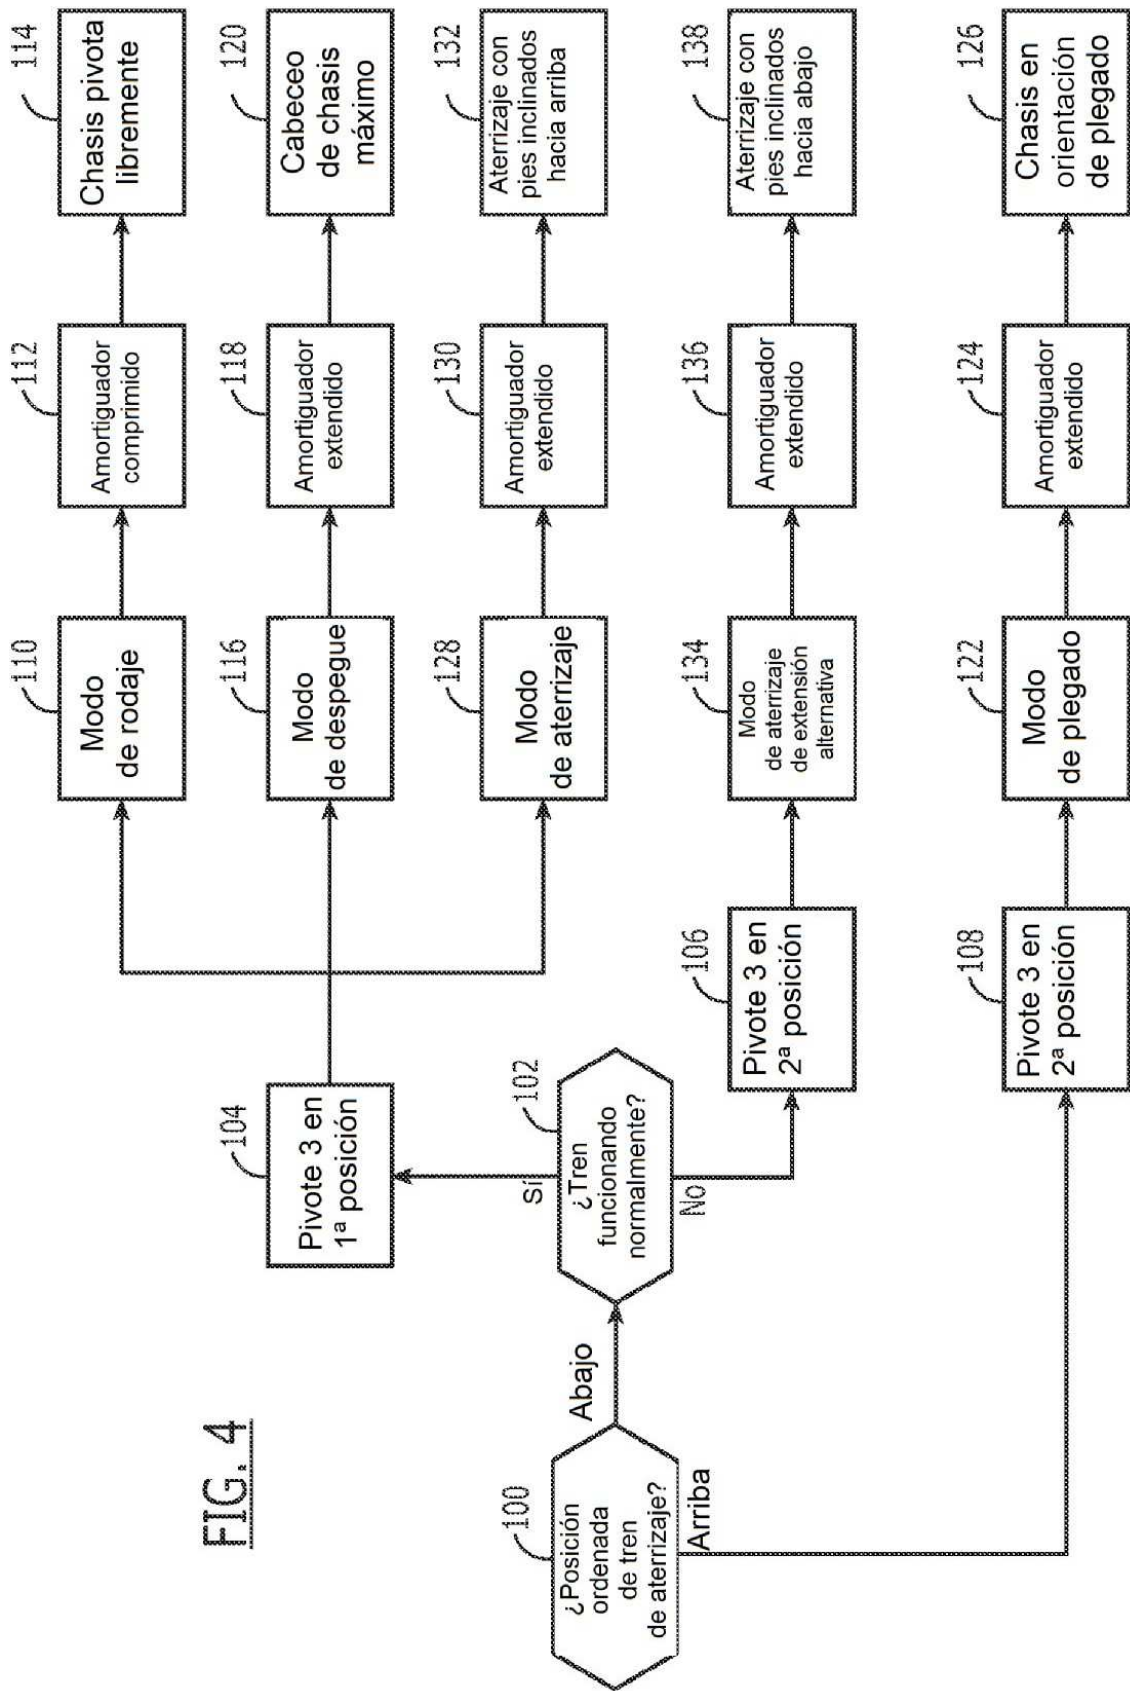 FIG. 4
100
¿Posición
ordenada
de tren
de aterrizaje?
Abajo
Arriba
102
¿Tren
funcionando
normalmente?
Sí
No
104
Pivote 3 en
1ª posición
106
Pivote 3 en
2ª posición
108
Pivote 3 en
2ª posición
110
Modo
de rodaje
112
Amortiguador
comprimido
114
Chasis pivota
libremente
116
Modo
de despegue
118
Amortiguador
extendido
120
Cabeceo
de chasis
máximo
128
Modo
de aterrizaje
130
Amortiguador
extendido
132
Aterrizaje con
pies inclinados
hacia arriba
134
Modo
de aterrizaje
de extensión
alternativa
136
Amortiguador
extendido
138
Aterrizaje con
pies inclinados
hacia abajo
122
Modo
de plegado
124
Amortiguador
extendido
126
Chasis en
orientación
de plegado